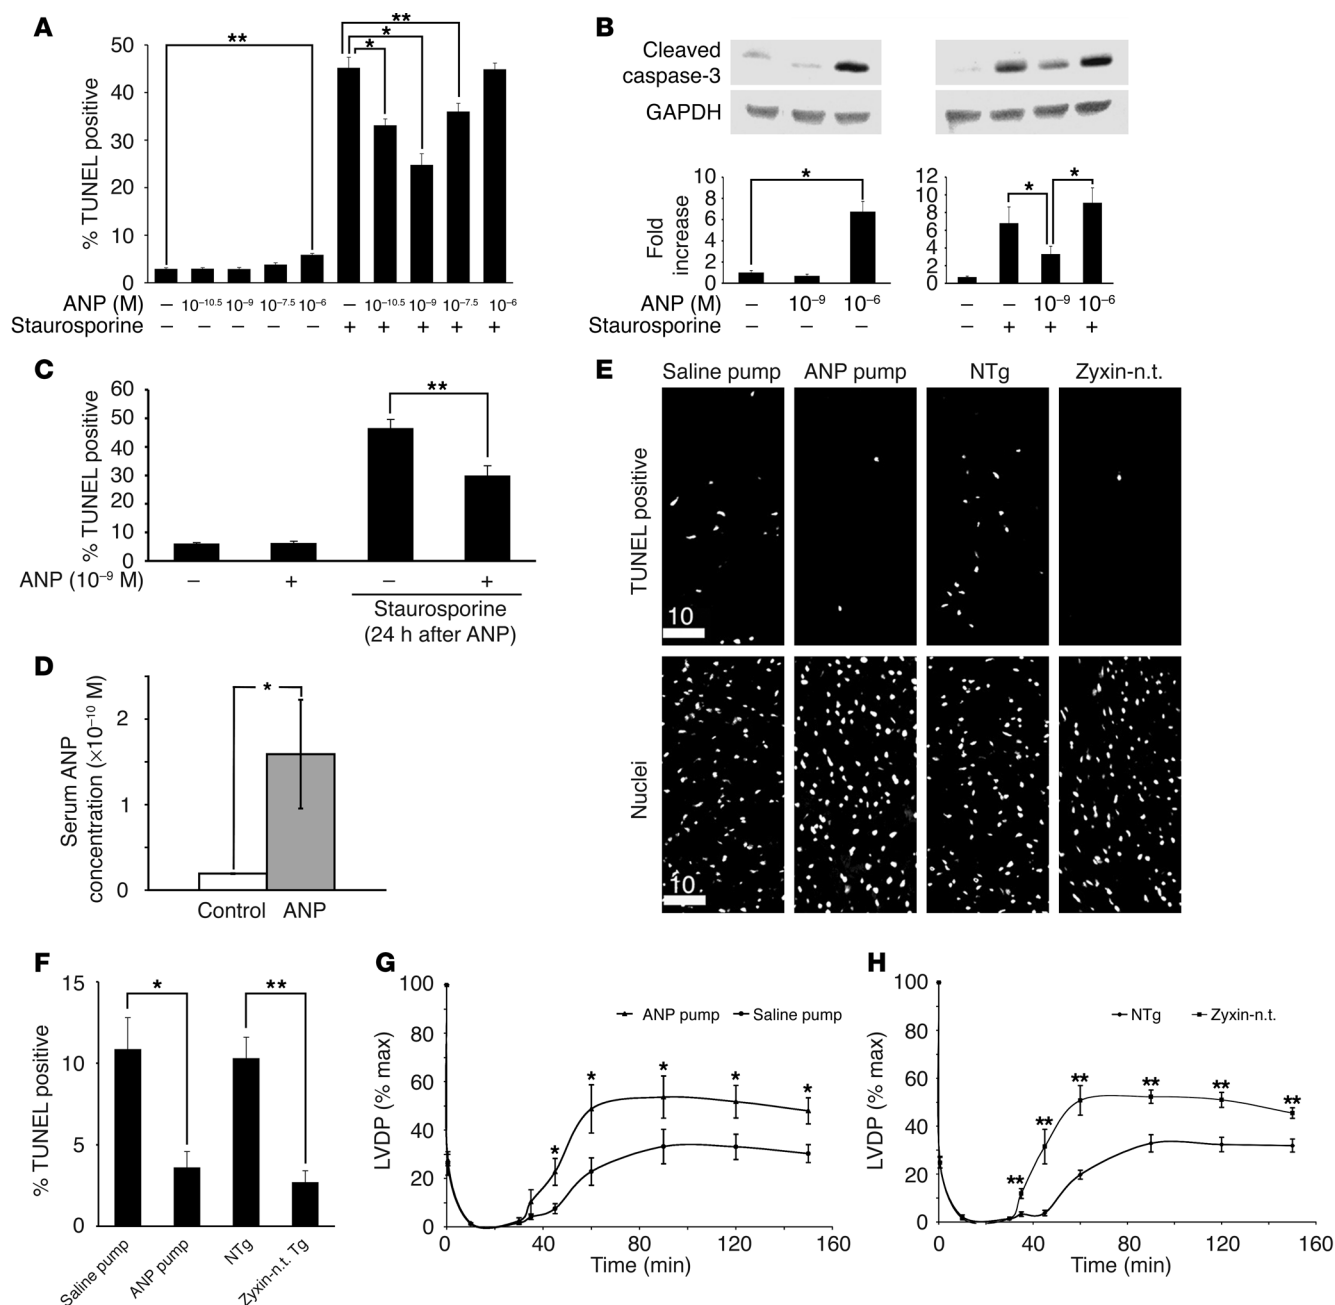 A
**
**
*
*
50
40
30
20
10
0
% TUNEL positive
ANP (M) – 10⁻¹⁰·⁵ 10⁻⁹ 10⁻⁷·⁵ 10⁻⁶ – 10⁻¹⁰·⁵ 10⁻⁹ 10⁻⁷·⁵ 10⁻⁶
Staurosporine – – – – – + + + + +
B
Cleaved
caspase-3
GAPDH
10
8
6
4
2
0
Fold
increase
*
12
10
8
6
4
2
0
*
*
ANP (M) – 10⁻⁹ 10⁻⁶ – – 10⁻⁹ 10⁻⁶
Staurosporine – – – – + + +
C
60
50
40
30
20
10
0
% TUNEL positive
**
ANP (10⁻⁹ M) – + – +
Staurosporine
(24 h after ANP)
D
2
1
0
Serum ANP
concentration (×10⁻¹⁰ M)
*
Control ANP
E
Saline pump ANP pump NTg Zyxin-n.t.
TUNEL positive
10
Nuclei
10
F
15
10
5
0
% TUNEL positive
*
**
Saline pump
ANP pump
NTg
Zyxin-n.t. Tg
G
100
80
60
40
20
0
LVDP (% max)
ANP pump Saline pump
*
*
*
*
*
0 40 80 120 160
Time (min)
H
100
80
60
40
20
0
LVDP (% max)
NTg Zyxin-n.t.
**
**
**
**
**
**
0 40 80 120 160
Time (min)